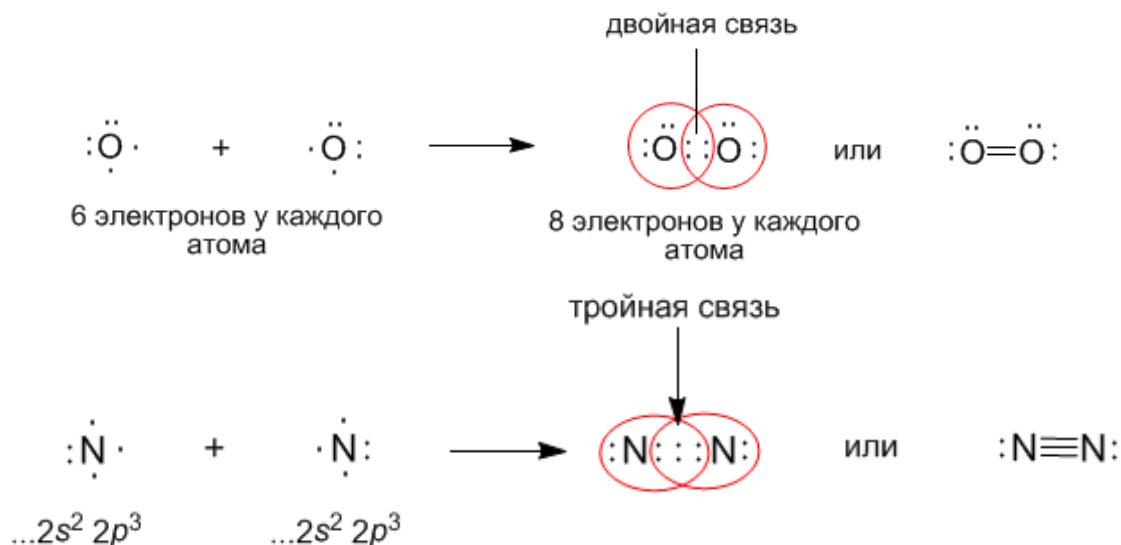 двойная связь
:Ö· + ·Ö: :Ö::Ö: или :Ö=Ö:
6 электронов у каждого
атома
8 электронов у каждого
атома
тройная связь
:N· + ·N: :N:::N: или :N≡N:
...2s² 2p³ ...2s² 2p³